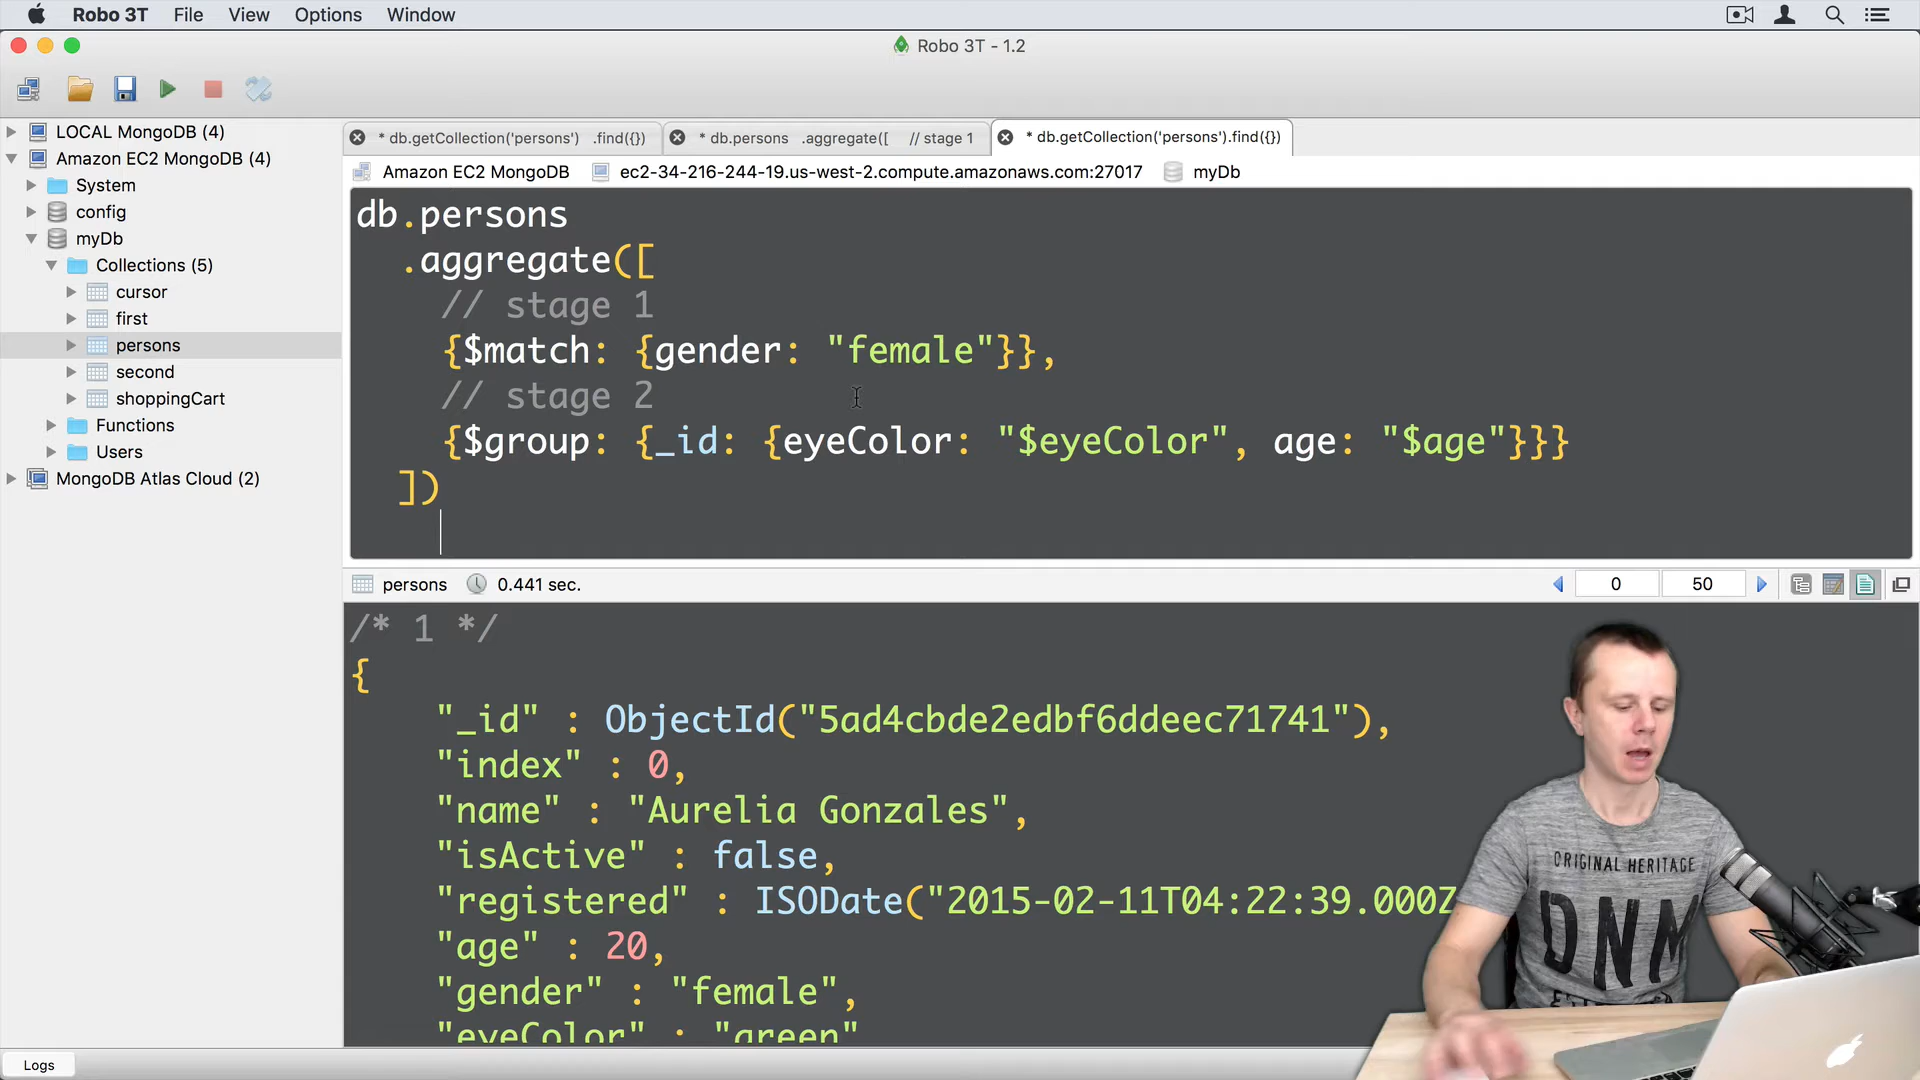 Robo 3T File View Options Window
Robo 3T - 1.2
LOCAL MongoDB (4)
Amazon EC2 MongoDB (4)
System
config
myDb
Collections (5)
cursor
first
persons
second
shoppingCart
Functions
Users
MongoDB Atlas Cloud (2)
* db.getCollection('persons') .find({})
* db.persons .aggregate([ // stage 1
* db.getCollection('persons').find({})
Amazon EC2 MongoDB ec2-34-216-244-19.us-west-2.compute.amazonaws.com:27017 myDb
db.persons
.aggregate([
// stage 1
{$match: {gender: "female"}},
// stage 2
{$group: {_id: {eyeColor: "$eyeColor", age: "$age"}}}
])
persons 0.441 sec. 0 50
/* 1 */
{
"_id" : ObjectId("5ad4cbde2edbf6ddeec71741"),
"index" : 0,
"name" : "Aurelia Gonzales",
"isActive" : false,
"registered" : ISODate("2015-02-11T04:22:39.000Z
"age" : 20,
"gender" : "female",
"eyeColor" : "green"
ORIGINAL HERITAGE
DNM
Logs